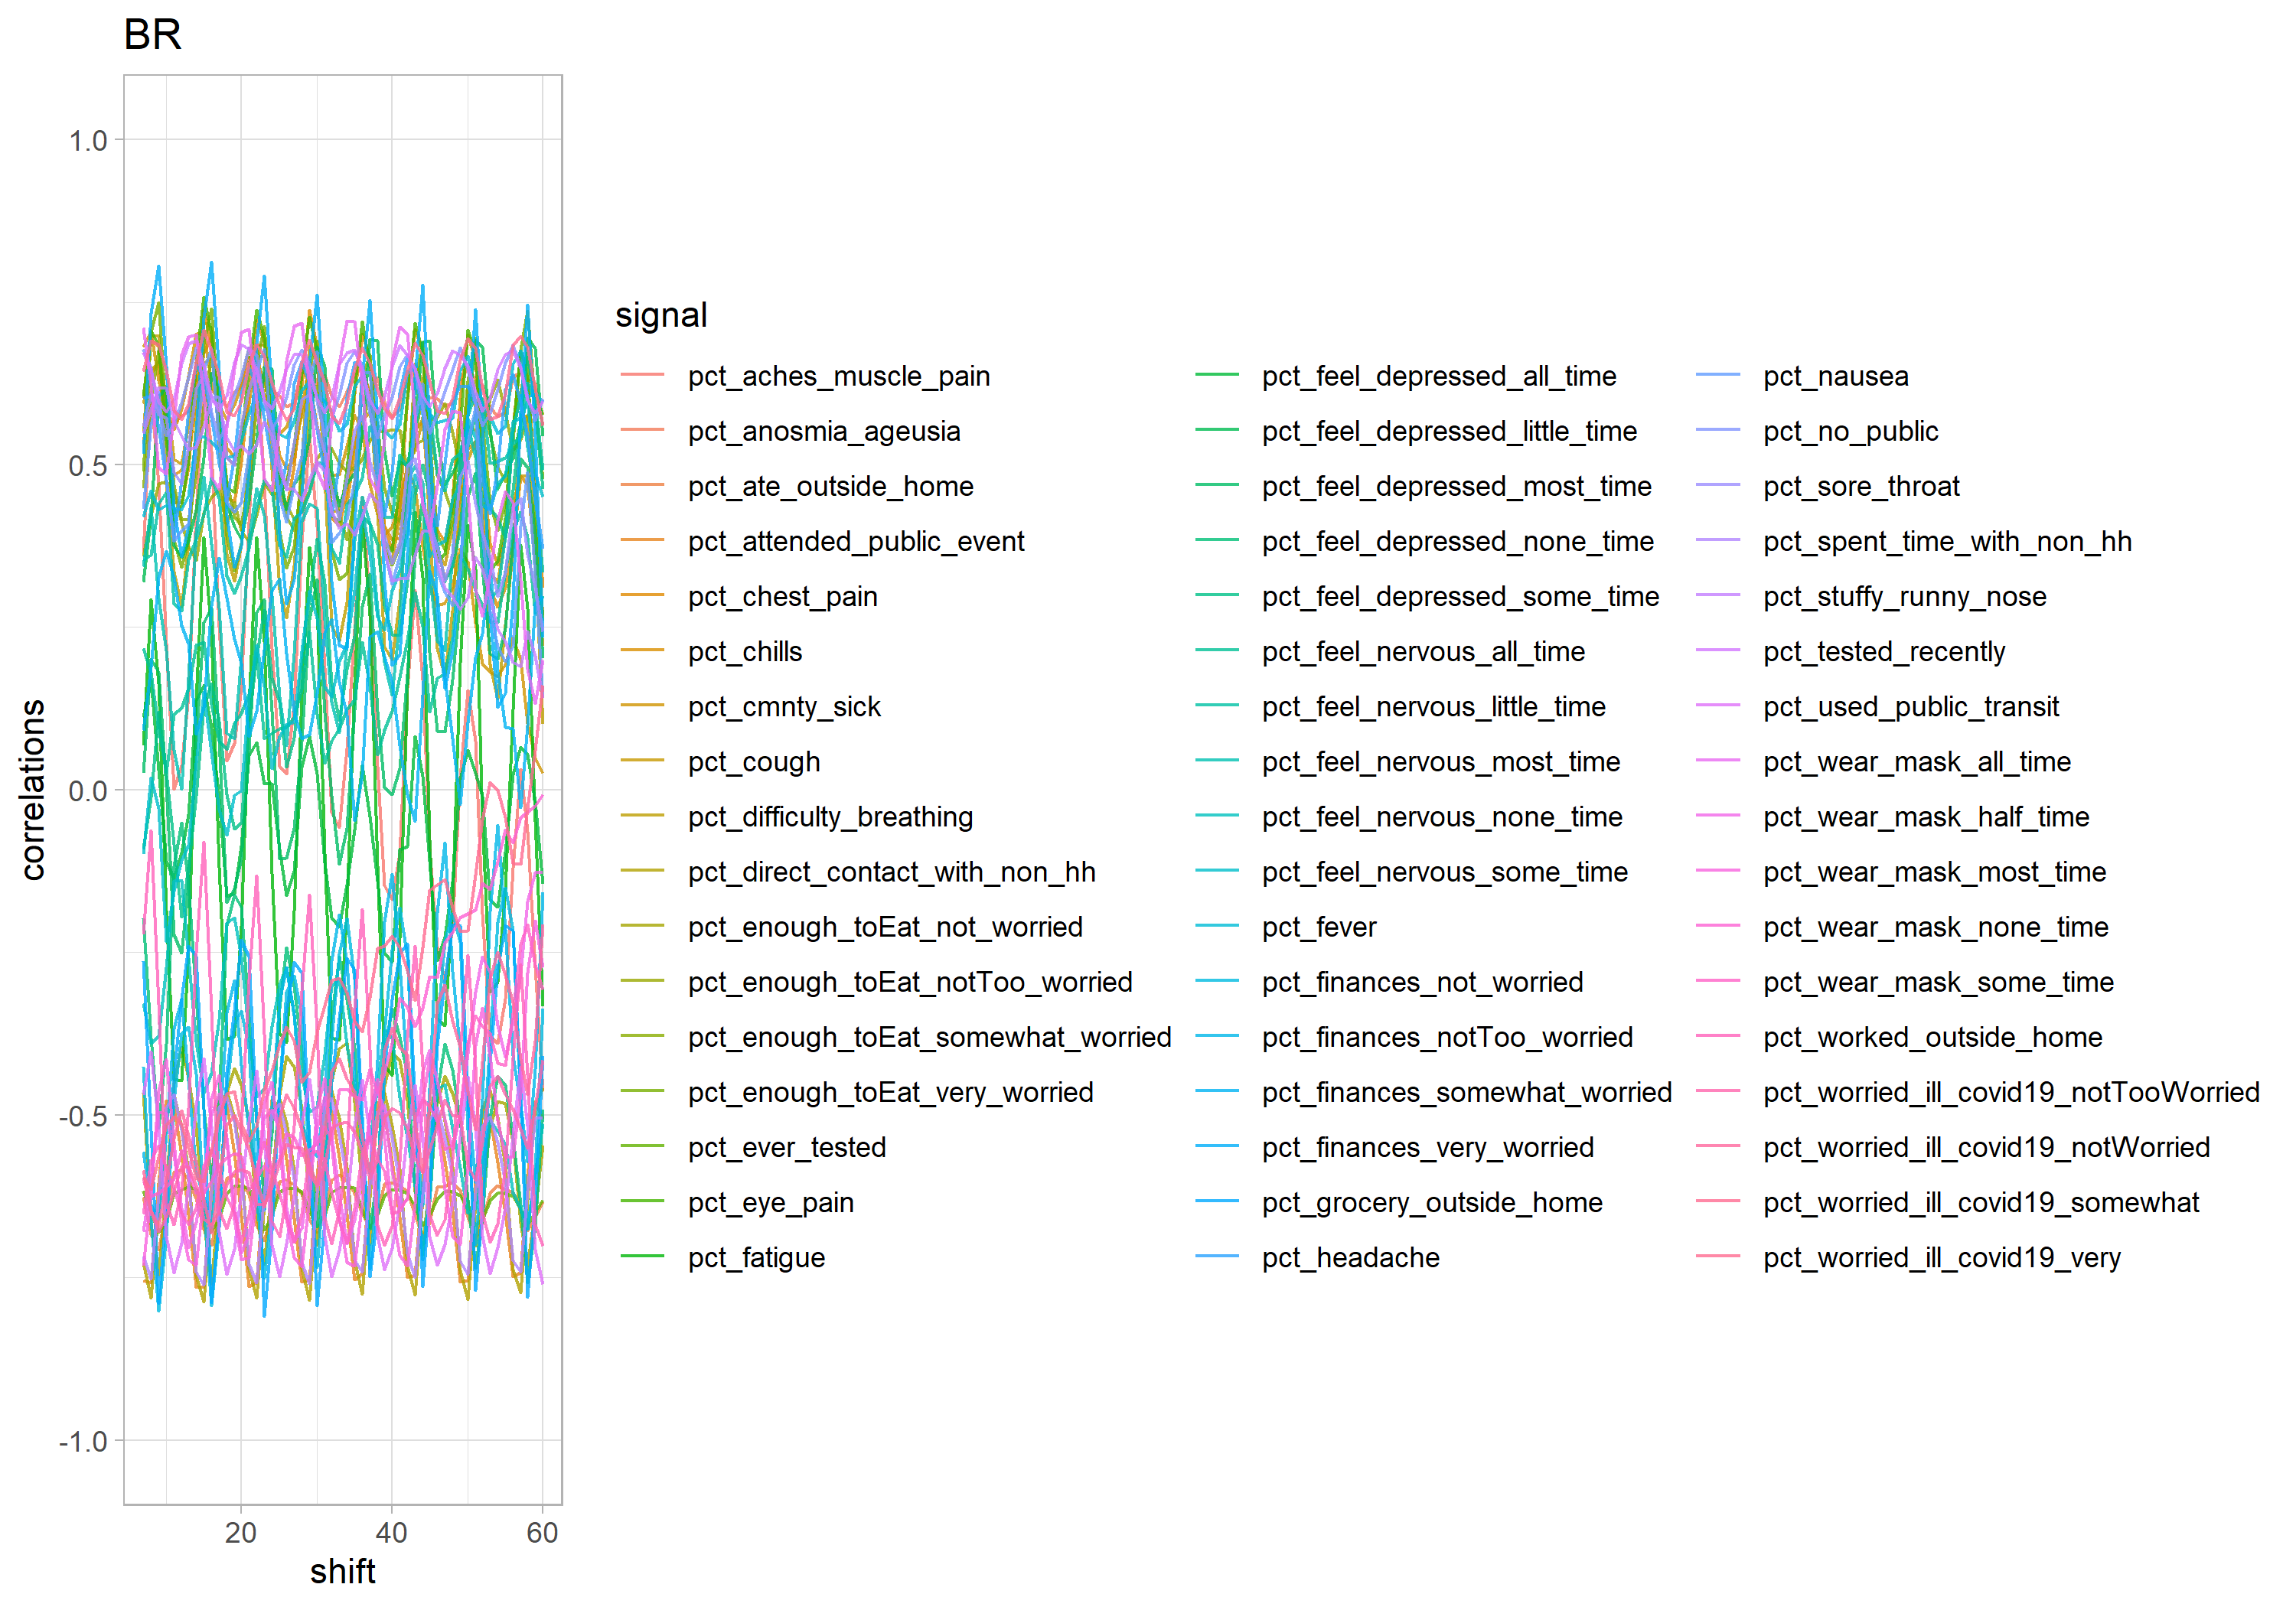 BR
correlations
1.0
0.5
0.0
-0.5
-1.0
20 40 60
shift
signal
pct_aches_muscle_pain
pct_anosmia_ageusia
pct_ate_outside_home
pct_attended_public_event
pct_chest_pain
pct_chills
pct_cmnty_sick
pct_cough
pct_difficulty_breathing
pct_direct_contact_with_non_hh
pct_enough_toEat_not_worried
pct_enough_toEat_notToo_worried
pct_enough_toEat_somewhat_worried
pct_enough_toEat_very_worried
pct_ever_tested
pct_eye_pain
pct_fatigue
pct_feel_depressed_all_time
pct_feel_depressed_little_time
pct_feel_depressed_most_time
pct_feel_depressed_none_time
pct_feel_depressed_some_time
pct_feel_nervous_all_time
pct_feel_nervous_little_time
pct_feel_nervous_most_time
pct_feel_nervous_none_time
pct_feel_nervous_some_time
pct_fever
pct_finances_not_worried
pct_finances_notToo_worried
pct_finances_somewhat_worried
pct_finances_very_worried
pct_grocery_outside_home
pct_headache
pct_nausea
pct_no_public
pct_sore_throat
pct_spent_time_with_non_hh
pct_stuffy_runny_nose
pct_tested_recently
pct_used_public_transit
pct_wear_mask_all_time
pct_wear_mask_half_time
pct_wear_mask_most_time
pct_wear_mask_none_time
pct_wear_mask_some_time
pct_worked_outside_home
pct_worried_ill_covid19_notTooWorried
pct_worried_ill_covid19_notWorried
pct_worried_ill_covid19_somewhat
pct_worried_ill_covid19_very